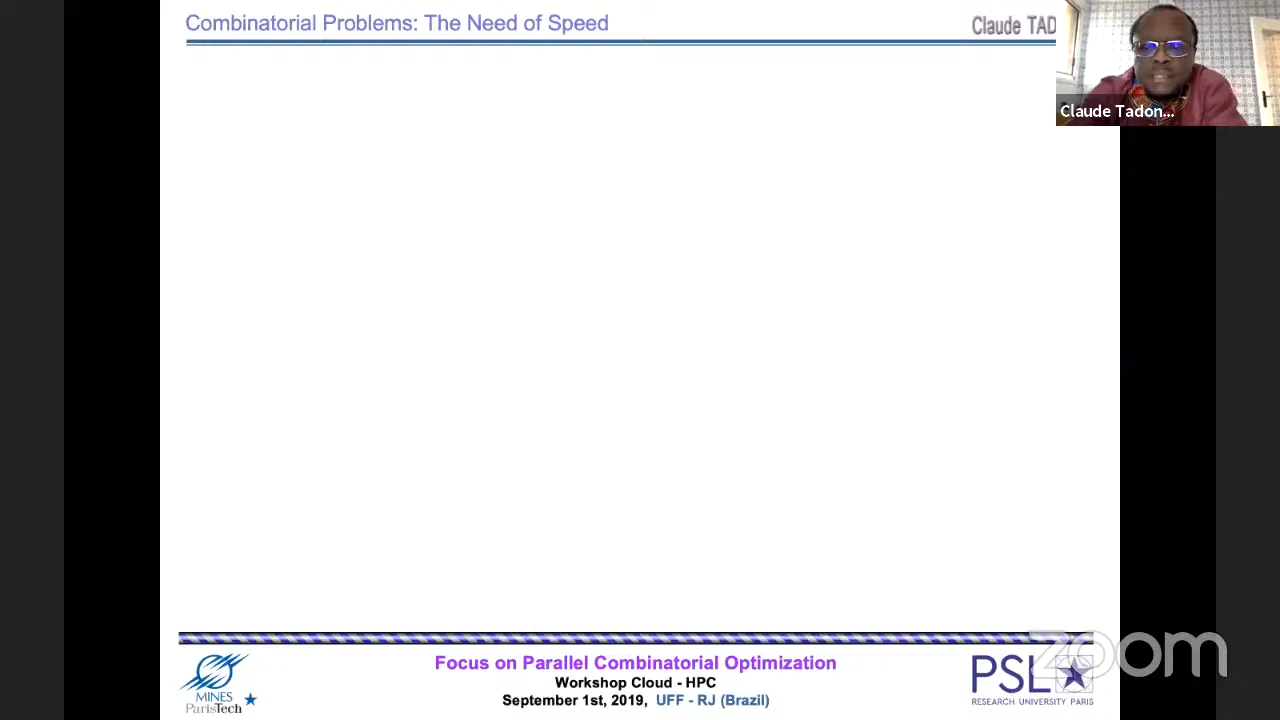 Combinatorial Problems: The Need of Speed
Claude TAD
Claude Tadon...
Focus on Parallel Combinatorial Optimization
Workshop Cloud - HPC
September 1st, 2019, UFF - RJ (Brazil)
MINES
ParisTech
PSL
RESEARCH UNIVERSITY PARIS
zoom